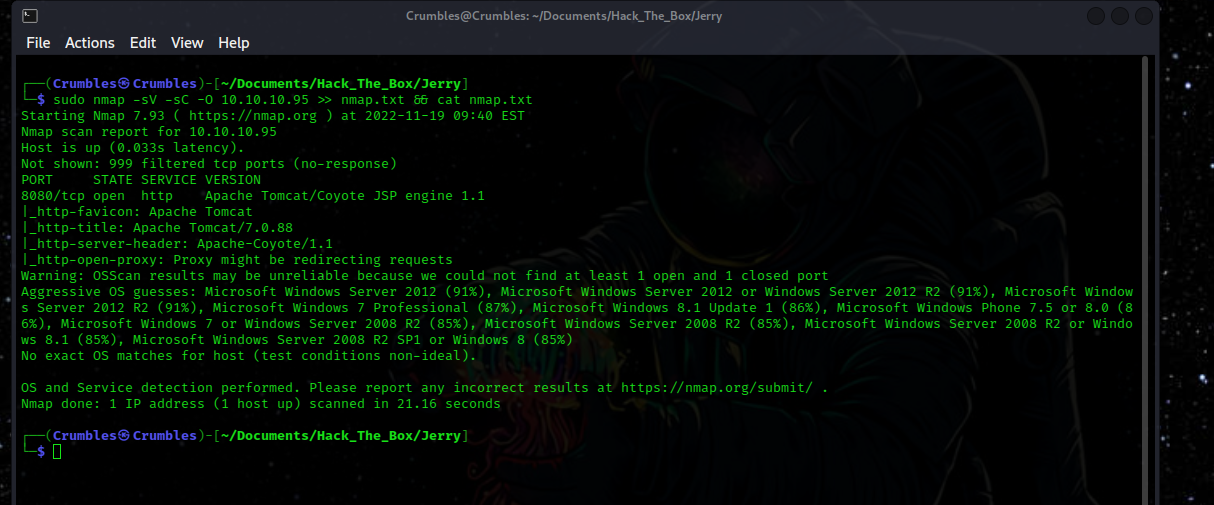 Crumbles@Crumbles: ~/Documents/Hack_The_Box/Jerry
File Actions Edit View Help
┌──(Crumbles㉿Crumbles)-[~/Documents/Hack_The_Box/Jerry]
└─$ sudo nmap -sV -sC -O 10.10.10.95 >> nmap.txt && cat nmap.txt
Starting Nmap 7.93 ( https://nmap.org ) at 2022-11-19 09:40 EST
Nmap scan report for 10.10.10.95
Host is up (0.033s latency).
Not shown: 999 filtered tcp ports (no-response)
PORT     STATE SERVICE VERSION
8080/tcp open  http    Apache Tomcat/Coyote JSP engine 1.1
|_http-favicon: Apache Tomcat
|_http-title: Apache Tomcat/7.0.88
|_http-server-header: Apache-Coyote/1.1
|_http-open-proxy: Proxy might be redirecting requests
Warning: OSScan results may be unreliable because we could not find at least 1 open and 1 closed port
Aggressive OS guesses: Microsoft Windows Server 2012 (91%), Microsoft Windows Server 2012 or Windows Server 2012 R2 (91%), Microsoft Window
s Server 2012 R2 (91%), Microsoft Windows 7 Professional (87%), Microsoft Windows 8.1 Update 1 (86%), Microsoft Windows Phone 7.5 or 8.0 (8
6%), Microsoft Windows 7 or Windows Server 2008 R2 (85%), Microsoft Windows Server 2008 R2 (85%), Microsoft Windows Server 2008 R2 or Windo
ws 8.1 (85%), Microsoft Windows Server 2008 R2 SP1 or Windows 8 (85%)
No exact OS matches for host (test conditions non-ideal).
OS and Service detection performed. Please report any incorrect results at https://nmap.org/submit/ .
Nmap done: 1 IP address (1 host up) scanned in 21.16 seconds
┌──(Crumbles㉿Crumbles)-[~/Documents/Hack_The_Box/Jerry]
└─$